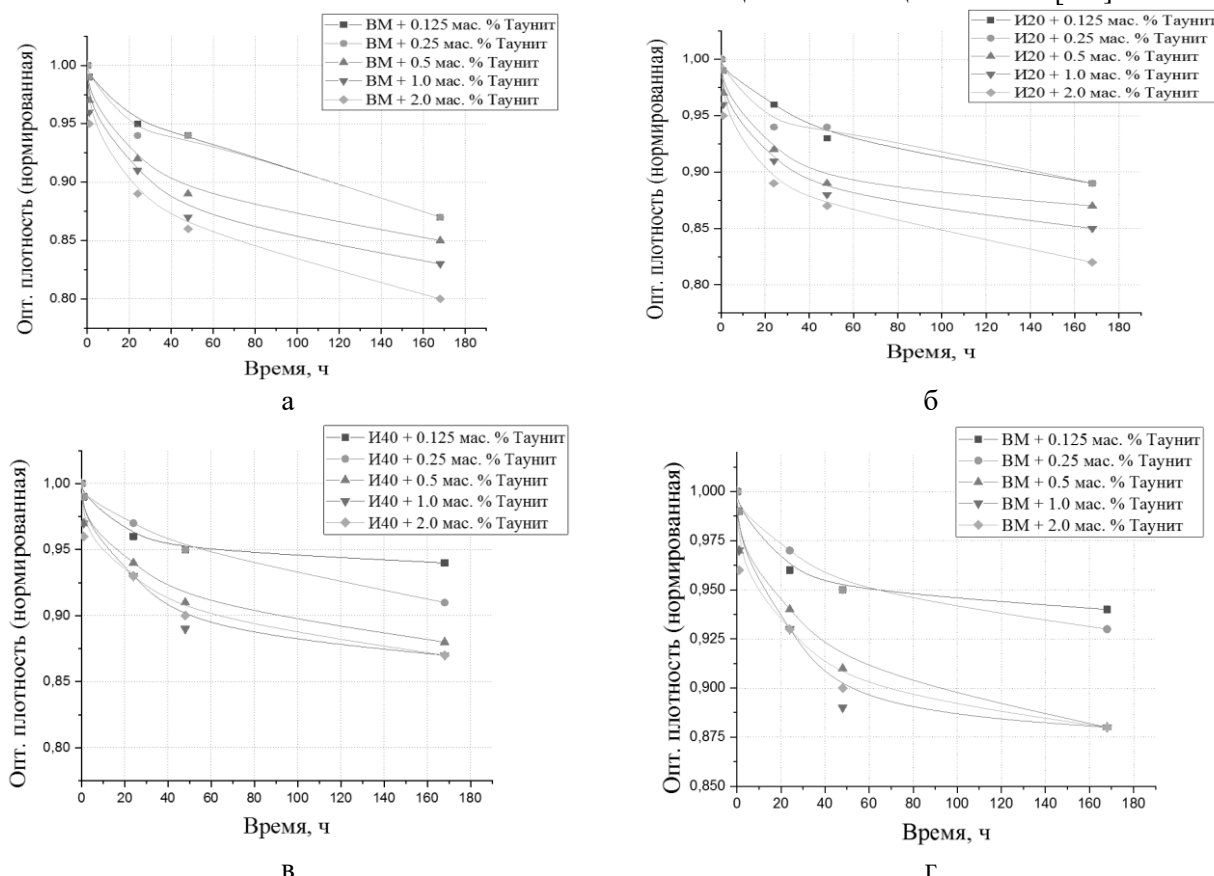 ВМ + 0.125 мас. % Таунит
ВМ + 0.25 мас. % Таунит
ВМ + 0.5 мас. % Таунит
ВМ + 1.0 мас. % Таунит
ВМ + 2.0 мас. % Таунит
Опт. плотность (нормированная)
1.00
0.95
0.90
0.85
0.80
0 20 40 60 80 100 120 140 160 180
Время, ч
а
И20 + 0.125 мас. % Таунит
И20 + 0.25 мас. % Таунит
И20 + 0.5 мас. % Таунит
И20 + 1.0 мас. % Таунит
И20 + 2.0 мас. % Таунит
Опт. плотность (нормированная)
1.00
0.95
0.90
0.85
0.80
0 20 40 60 80 100 120 140 160 180
Время, ч
б
И40 + 0.125 мас. % Таунит
И40 + 0.25 мас. % Таунит
И40 + 0.5 мас. % Таунит
И40 + 1.0 мас. % Таунит
И40 + 2.0 мас. % Таунит
Опт. плотность (нормированная)
1,00
0,95
0,90
0,85
0,80
0 20 40 60 80 100 120 140 160 180
Время, ч
в
ВМ + 0.125 мас. % Таунит
ВМ + 0.25 мас. % Таунит
ВМ + 0.5 мас. % Таунит
ВМ + 1.0 мас. % Таунит
ВМ + 2.0 мас. % Таунит
Опт. плотность (нормированная)
1,000
0,975
0,950
0,925
0,900
0,875
0,850
0 20 40 60 80 100 120 140 160 180
Время, ч
г